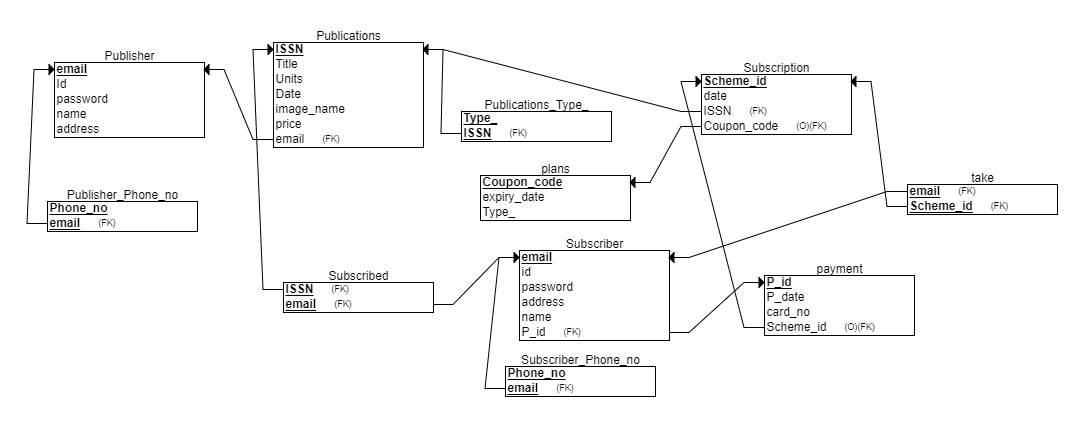 Publisher
email
Id
password
name
address
Publications
ISSN
Title
Units
Date
image_name
price
email (FK)
Publications_Type_
Type_
ISSN (FK)
Subscription
Scheme_id
date
ISSN (FK)
Coupon_code (O)(FK)
Publisher_Phone_no
Phone_no
email (FK)
plans
Coupon_code
expiry_date
Type_
take
email (FK)
Scheme_id (FK)
Subscribed
ISSN (FK)
email (FK)
Subscriber
email
id
password
address
name
P_id (FK)
payment
P_id
P_date
card_no
Scheme_id (O)(FK)
Subscriber_Phone_no
Phone_no
email (FK)